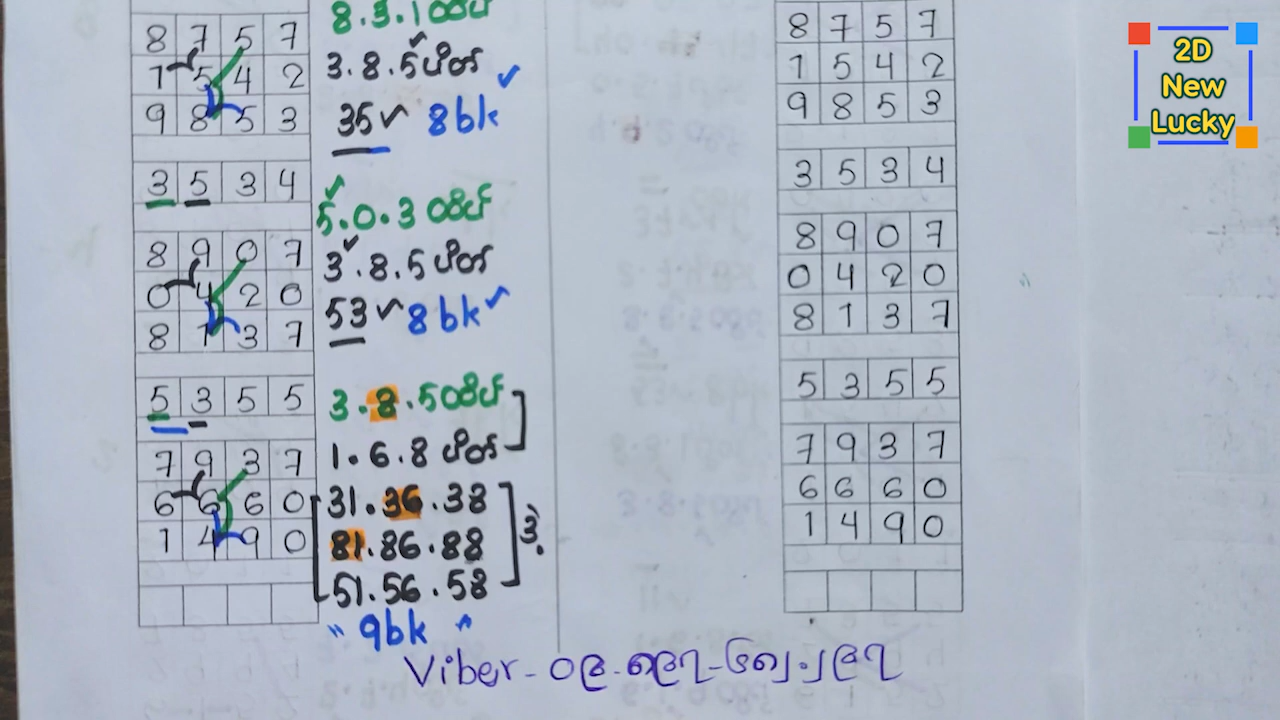 8 7 5 7
1 5 4 2
9 8 5 3
3 5 3 4
8 9 0 7
0 4 2 0
8 1 3 7
5 3 5 5
7 9 3 7
6 6 6 0
1 4 9 0
8.3.1 ထိပ်
3.8.5 ပိတ်
35 8bk
5.0.3 ထိပ်
3.8.5 ပိတ်
53 8bk
3.8.5 ထိပ်
1.6.8 ပိတ်
31.36.38
81.86.88
51.56.58
9bk
Viber-
8 7 5 7
1 5 4 2
9 8 5 3
3 5 3 4
8 9 0 7
0 4 2 0
8 1 3 7
5 3 5 5
7 9 3 7
6 6 6 0
1 4 9 0
2D
New
Lucky